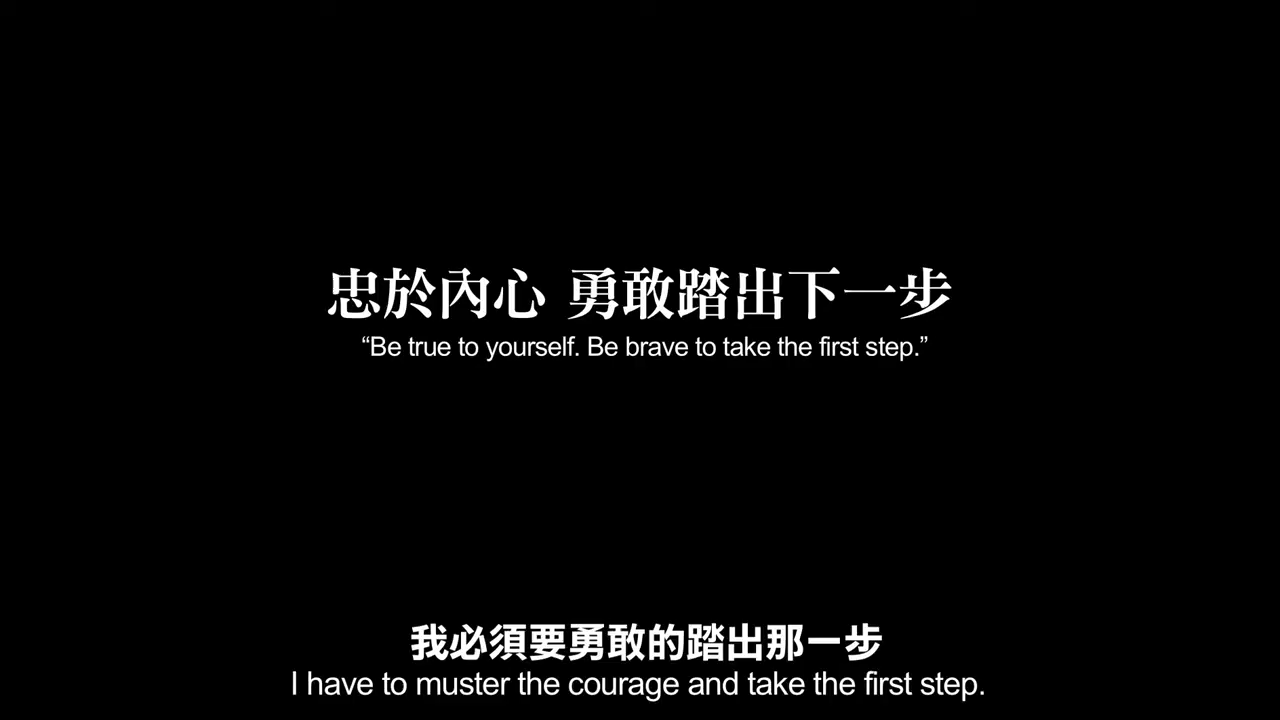 忠於內心 勇敢踏出下一步
“Be true to yourself. Be brave to take the first step.”
我必須要勇敢的踏出那一步
I have to muster the courage and take the first step.